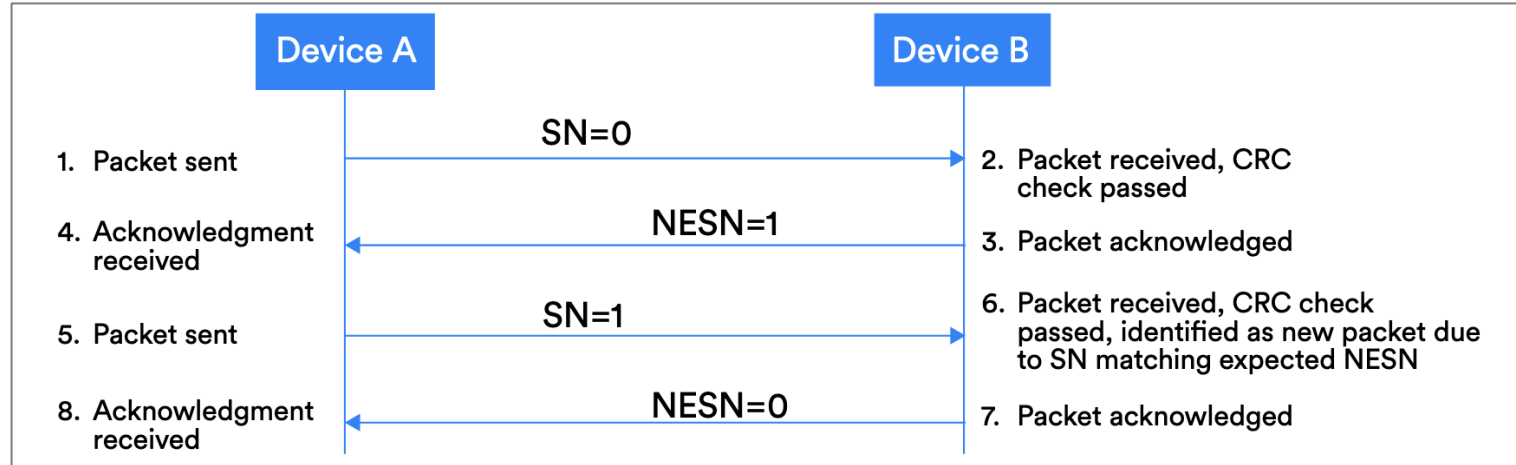 Device A
Device B
SN=0
1. Packet sent
2. Packet received, CRC
check passed
NESN=1
4. Acknowledgment
received
3. Packet acknowledged
SN=1
5. Packet sent
6. Packet received, CRC check
passed, identified as new packet due
to SN matching expected NESN
NESN=0
8. Acknowledgment
received
7. Packet acknowledged